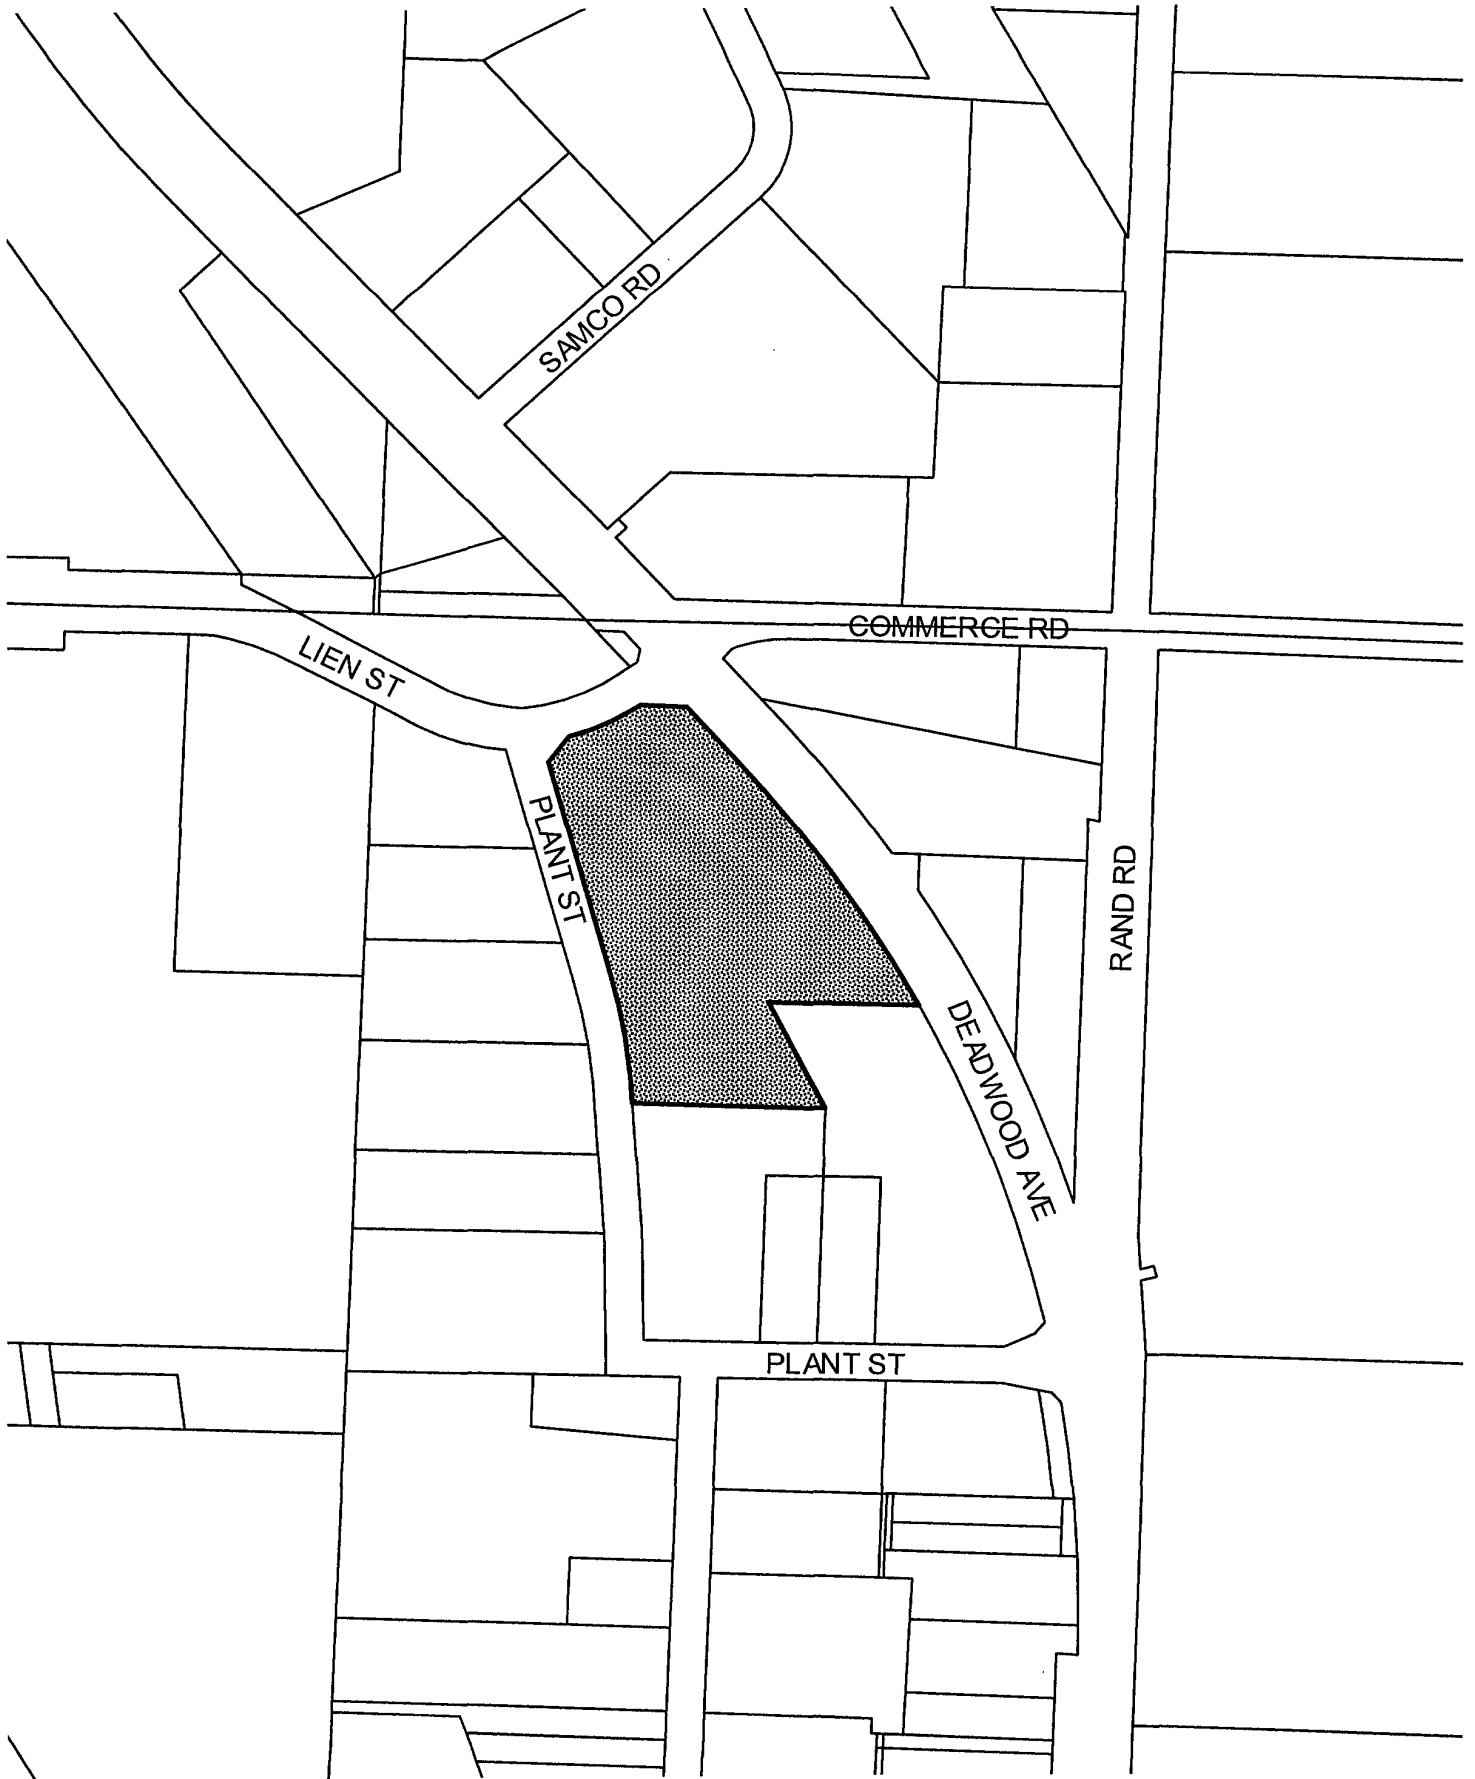 SAMCO RD
COMMERCE RD
LIEN ST
PLANT ST
RAND RD
DEADWOOD AVE
PLANT ST